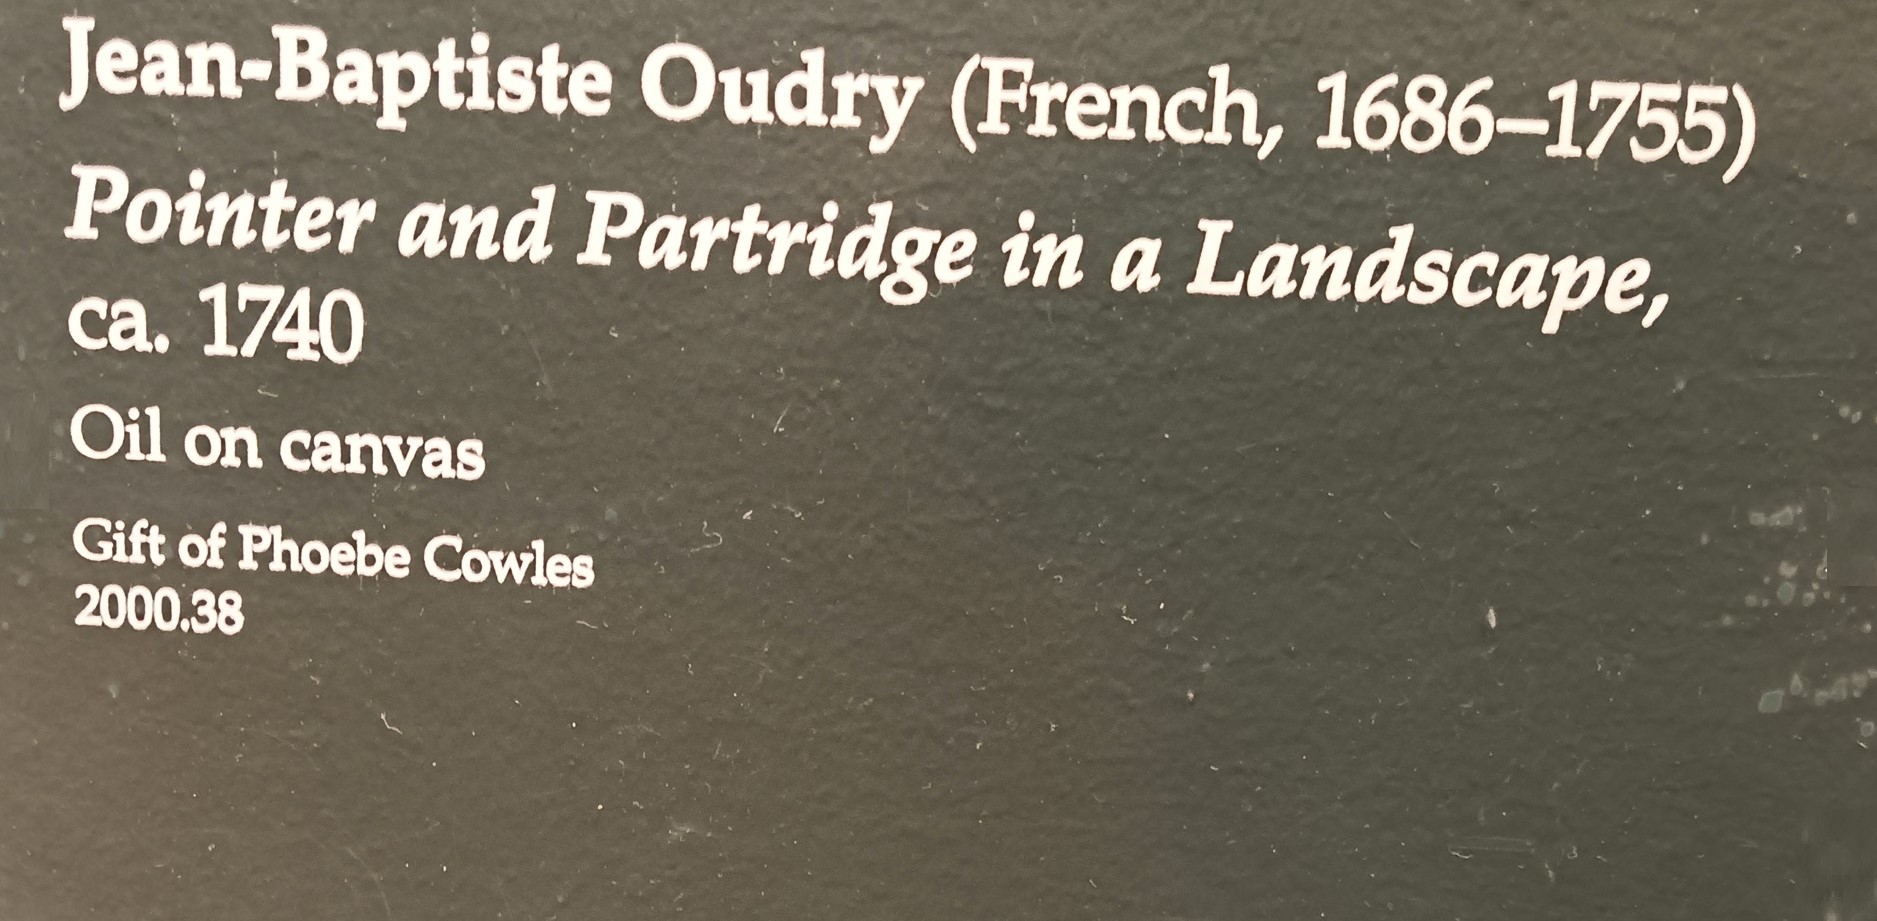 Jean-Baptiste Oudry (French, 1686–1755)
Pointer and Partridge in a Landscape,
ca. 1740
Oil on canvas
Gift of Phoebe Cowles
2000.38